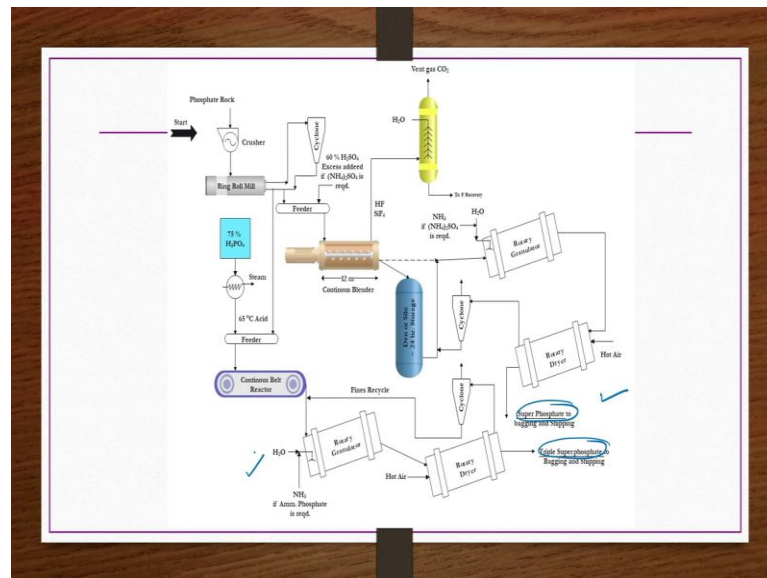 Vent gas CO₂
Phosphate Rock
Start
Crusher
Cyclone
H₂O
60 % H₂SO₄
Excess addeed
if (NH₄)₂SO₄ is
reqd.
Ring Roll Mill
Feeder
To F Recovery
HF
SiF₄
NH₃
if (NH₄)₂SO₄
is reqd.
H₂O
Rotary
Granulator
75 %
H₃PO₄
12 m
Continous Blender
Steam
65 °C Acid
Feeder
Den or Silo
~ 24 hr. Storage
Cyclone
Rotary
Dryer
Hot Air
Continous Belt
Reactor
Fines Recycle
Cyclone
Super Phosphate to
bagging and Shipping
H₂O
Rotary
Granulator
Rotary
Dryer
Hot Air
Triple Superphosphate to
Bagging and Shipping
NH₃
if Amm. Phosphate
is reqd.